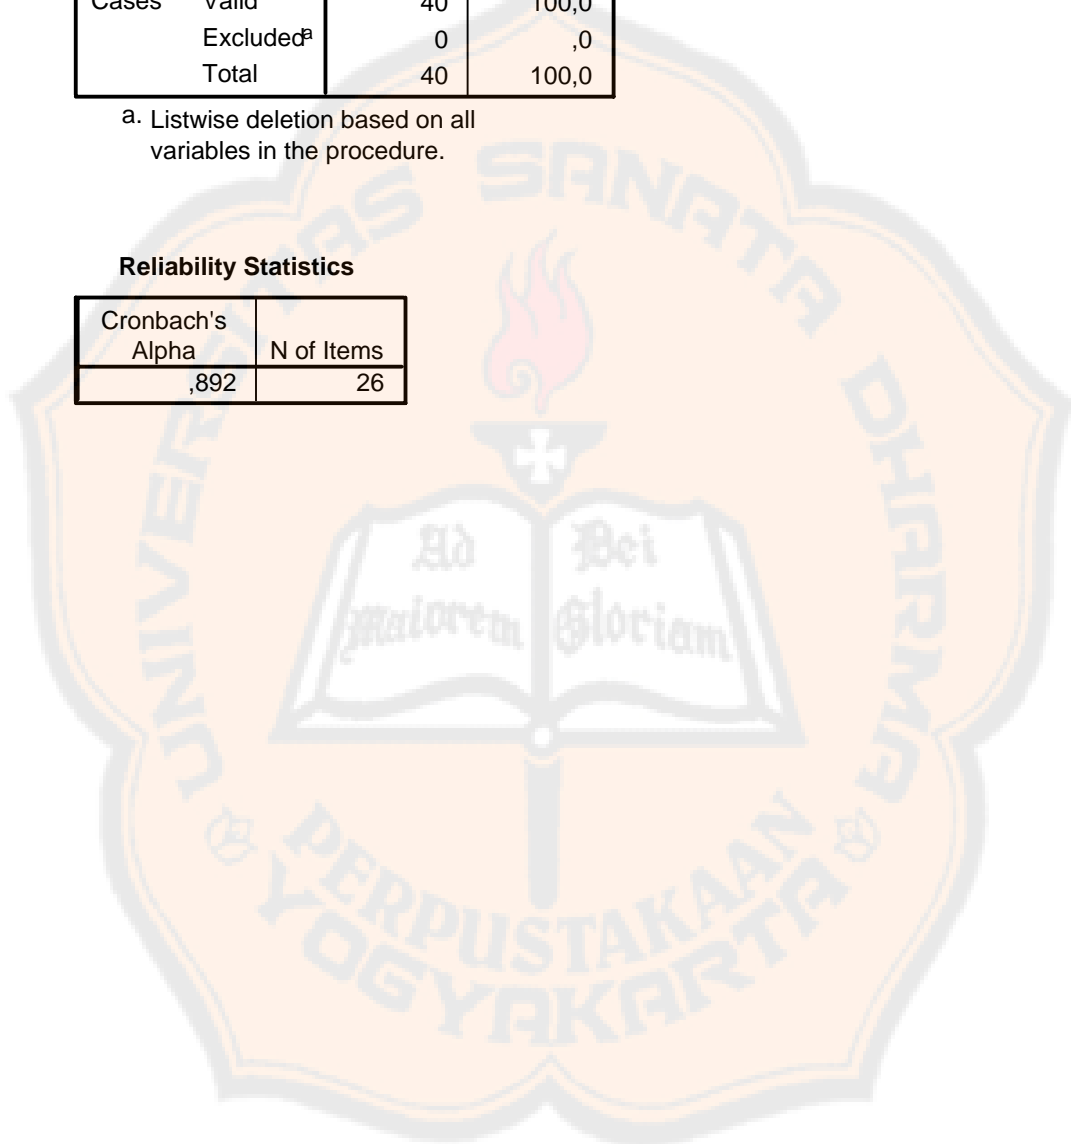 Cases Valid 40 100,0
Excludedª 0 ,0
Total 40 100,0
a. Listwise deletion based on all
variables in the procedure.
Reliability Statistics
Cronbach's
Alpha N of Items
,892 26
UNIVERSITAS SANATA DHARMA
Ad Dei
Maiorem Gloriam
PERPUSTAKAAN
YOGYAKARTA